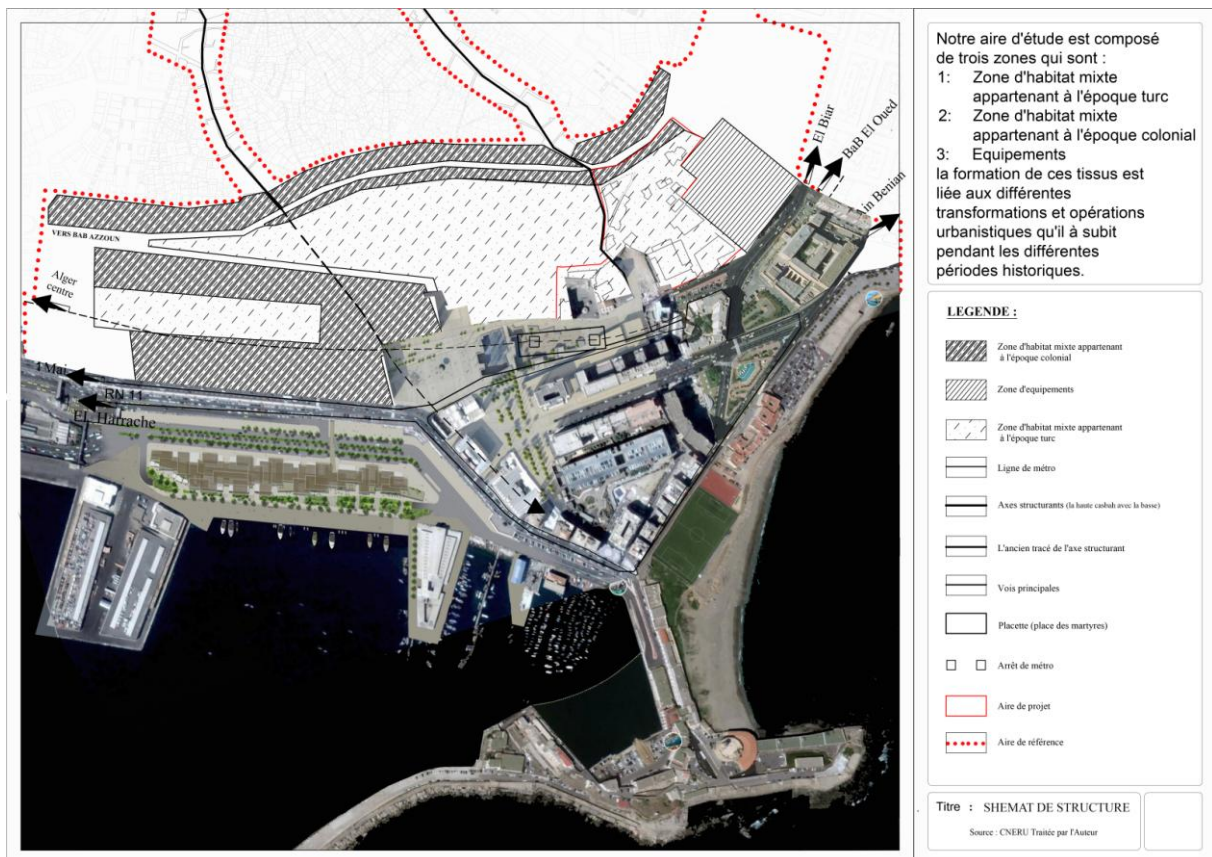 El Biar
BaB El Oued
Ain Benian
VERS BAB AZZOUN
Alger
centre
1Mai
RN 11
EL Harrache
Notre aire d'étude est composé
de trois zones qui sont :
1: Zone d'habitat mixte
appartenant à l'époque turc
2: Zone d'habitat mixte
appartenant à l'époque colonial
3: Equipements
la formation de ces tissus est
liée aux différentes
transformations et opérations
urbanistiques qu'il à subit
pendant les différentes
périodes historiques.
LEGENDE :
Zone d'habitat mixte appartenant
à l'époque colonial
Zone d'equipements
Zone d'habitat mixte appartenant
à l'époque turc
Ligne de métro
Axes structurants (la haute casbah avec la basse)
L'ancien tracé de l'axe structurant
Vois principales
Placette (place des martyres)
Arrêt de métro
Aire de projet
Aire de référence
Titre : SHEMAT DE STRUCTURE
Source : CNERU Traitée par l'Auteur